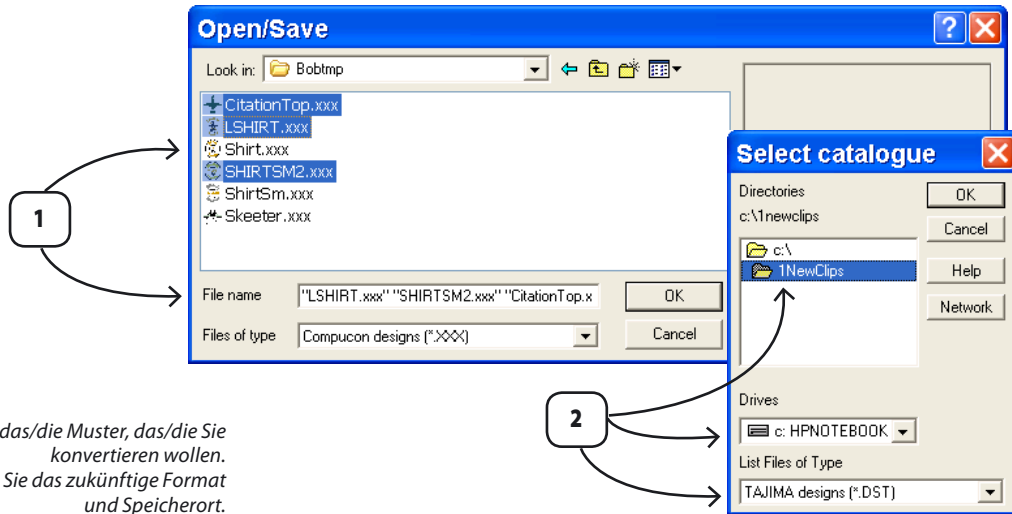 Open/Save
Look in: Bobtmp
CitationTop.xxx
LSHIRT.xxx
Shirt.xxx
SHIRTSM2.xxx
ShirtSm.xxx
Skeeter.xxx
File name "LSHIRT.xxx" "SHIRTSM2.xxx" "CitationTop.x OK
Files of type Compucon designs (*.XXX) Cancel
1
Select catalogue
Directories OK
c:\1newclips
Cancel
c:\
1NewClips Help
Network
Drives
c: HPNOTEBOOK
List Files of Type
TAJIMA designs (*.DST)
2
das/die Muster, das/die Sie
konvertieren wollen.
Sie das zukünftige Format
und Speicherort.